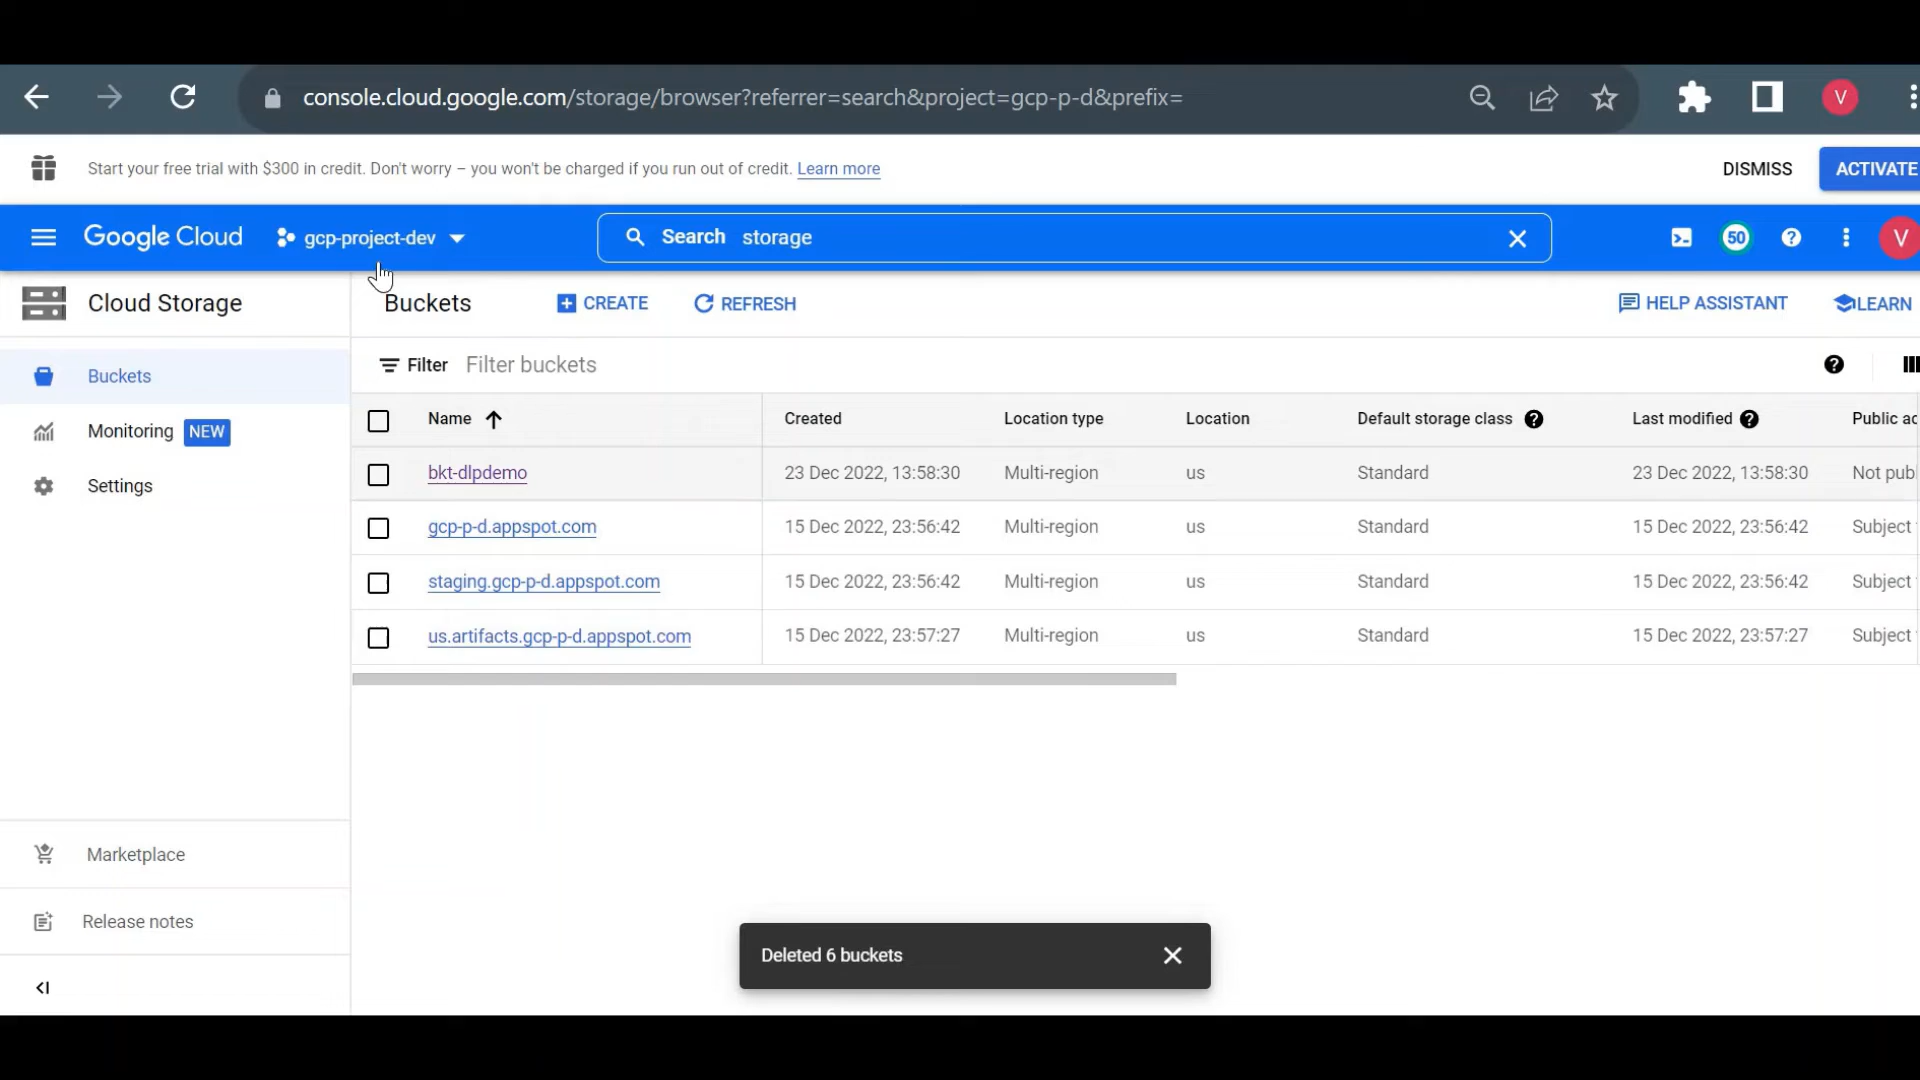 console.cloud.google.com/storage/browser?referrer=search&project=gcp-p-d&prefix=
V
Start your free trial with $300 in credit. Don't worry – you won't be charged if you run out of credit. Learn more
DISMISS
ACTIVATE
Google Cloud
gcp-project-dev
Search storage
50
V
Cloud Storage
Buckets
CREATE
REFRESH
HELP ASSISTANT
LEARN
Buckets
Monitoring NEW
Settings
Filter Filter buckets
Name Created Location type Location Default storage class Last modified Public ac
bkt-dlpdemo 23 Dec 2022, 13:58:30 Multi-region us Standard 23 Dec 2022, 13:58:30 Not pub
gcp-p-d.appspot.com 15 Dec 2022, 23:56:42 Multi-region us Standard 15 Dec 2022, 23:56:42 Subject
staging.gcp-p-d.appspot.com 15 Dec 2022, 23:56:42 Multi-region us Standard 15 Dec 2022, 23:56:42 Subject
us.artifacts.gcp-p-d.appspot.com 15 Dec 2022, 23:57:27 Multi-region us Standard 15 Dec 2022, 23:57:27 Subject
Marketplace
Release notes
Deleted 6 buckets